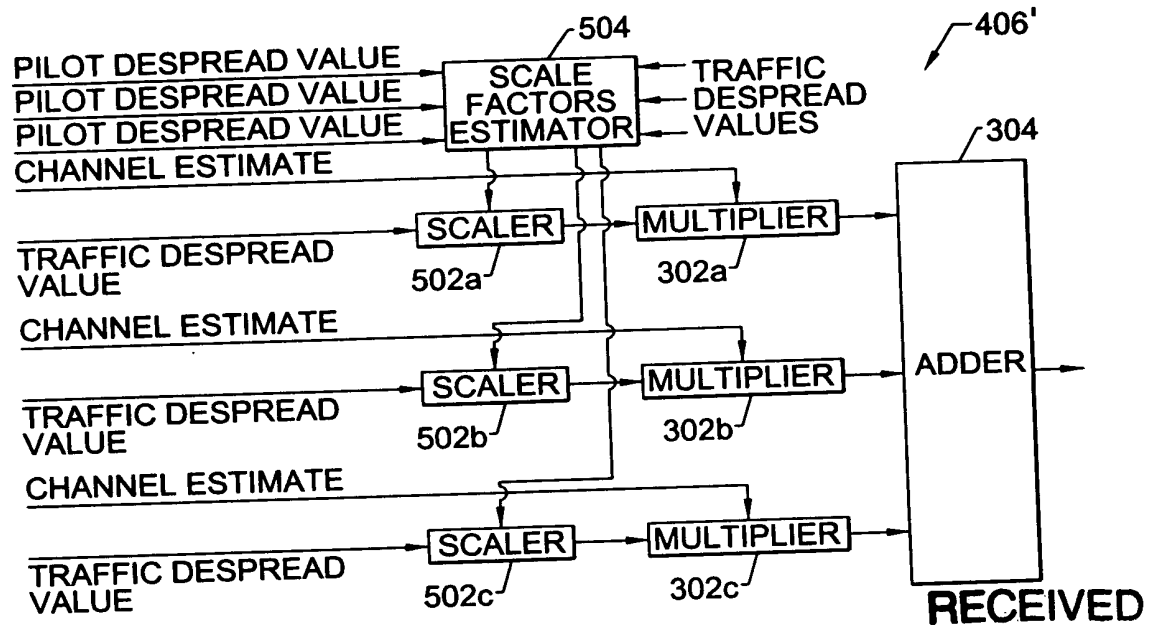 504
406'
PILOT DESPREAD VALUE
PILOT DESPREAD VALUE
PILOT DESPREAD VALUE
SCALE
FACTORS
ESTIMATOR
TRAFFIC
DESPREAD
VALUES
304
CHANNEL ESTIMATE
SCALER
MULTIPLIER
TRAFFIC DESPREAD
VALUE
502a
302a
CHANNEL ESTIMATE
SCALER
MULTIPLIER
ADDER
TRAFFIC DESPREAD
VALUE
502b
302b
CHANNEL ESTIMATE
SCALER
MULTIPLIER
TRAFFIC DESPREAD
VALUE
502c
302c
RECEIVED